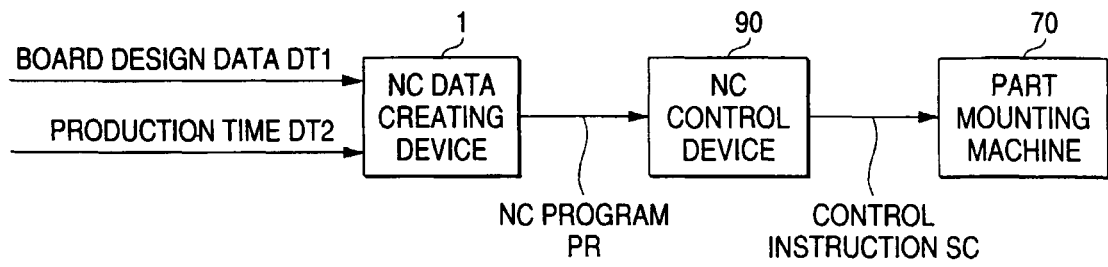 1
90
70
BOARD DESIGN DATA DT1
PRODUCTION TIME DT2
NC DATA
CREATING
DEVICE
NC
CONTROL
DEVICE
PART
MOUNTING
MACHINE
NC PROGRAM
PR
CONTROL
INSTRUCTION SC